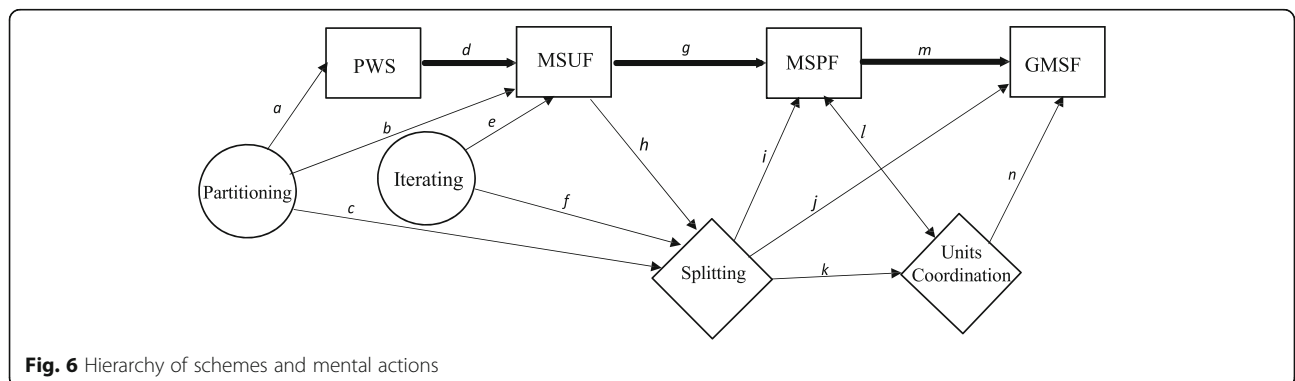 PWS
d
MSUF
g
MSPF
m
GMSF
a
b
e
h
i
l
j
n
Partitioning
Iterating
c
f
Splitting
k
Units
Coordination
Fig. 6 Hierarchy of schemes and mental actions